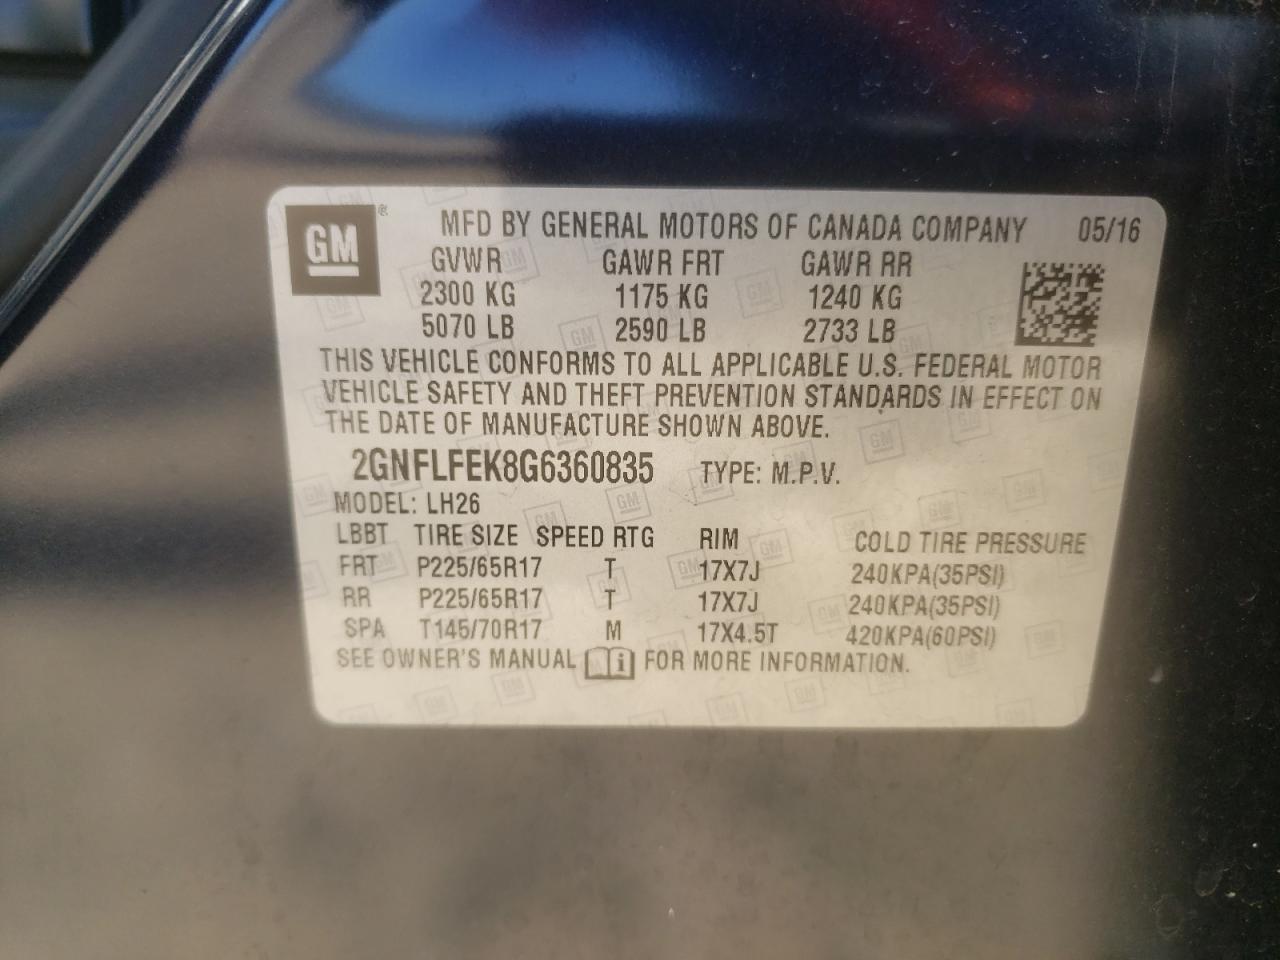 GM
MFD BY GENERAL MOTORS OF CANADA COMPANY 05/16
GVWR GAWR FRT GAWR RR
2300 KG 1175 KG 1240 KG
5070 LB 2590 LB 2733 LB
THIS VEHICLE CONFORMS TO ALL APPLICABLE U.S. FEDERAL MOTOR
VEHICLE SAFETY AND THEFT PREVENTION STANDARDS IN EFFECT ON
THE DATE OF MANUFACTURE SHOWN ABOVE.
2GNFLFEK8G6360835 TYPE: M.P.V.
MODEL: LH26
LBBT TIRE SIZE SPEED RTG RIM COLD TIRE PRESSURE
FRT P225/65R17 T 17X7J 240KPA(35PSI)
RR P225/65R17 T 17X7J 240KPA(35PSI)
SPA T145/70R17 M 17X4.5T 420KPA(60PSI)
SEE OWNER'S MANUAL FOR MORE INFORMATION.